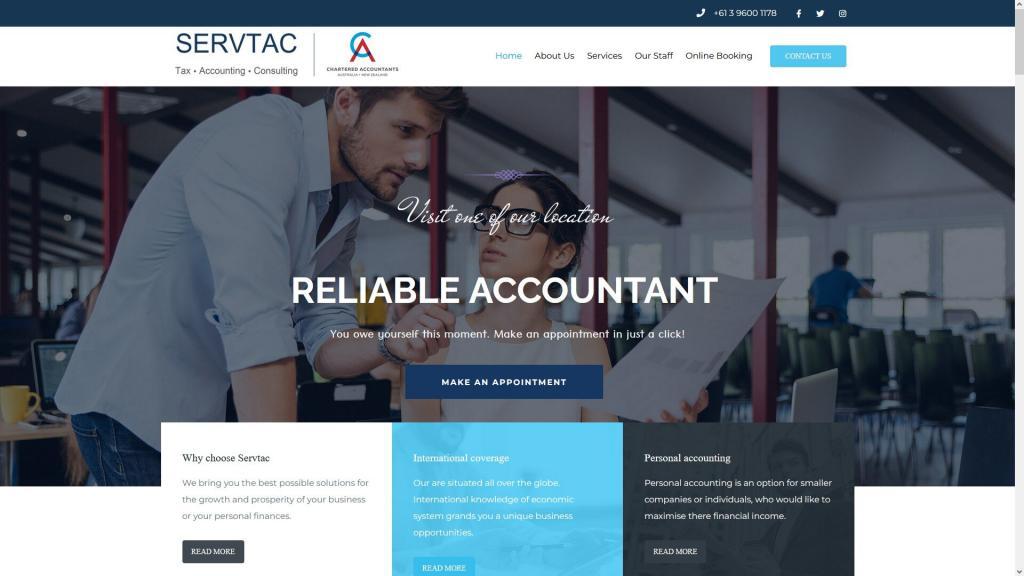 +61 3 9600 1178
SERVTAC
Tax • Accounting • Consulting
CA
CHARTERED ACCOUNTANTS
AUSTRALIA + NEW ZEALAND
Home About Us Services Our Staff Online Booking CONTACT US
Visit one of our location
RELIABLE ACCOUNTANT
You owe yourself this moment. Make an appointment in just a click!
MAKE AN APPOINTMENT
Why choose Servtac
We bring you the best possible solutions for
the growth and prosperity of your business
or your personal finances.
READ MORE
International coverage
Our are situated all over the globe.
International knowledge of economic
system grands you a unique business
opportunities.
READ MORE
Personal accounting
Personal accounting is an option for smaller
companies or individuals, who would like to
maximise there financial income.
READ MORE